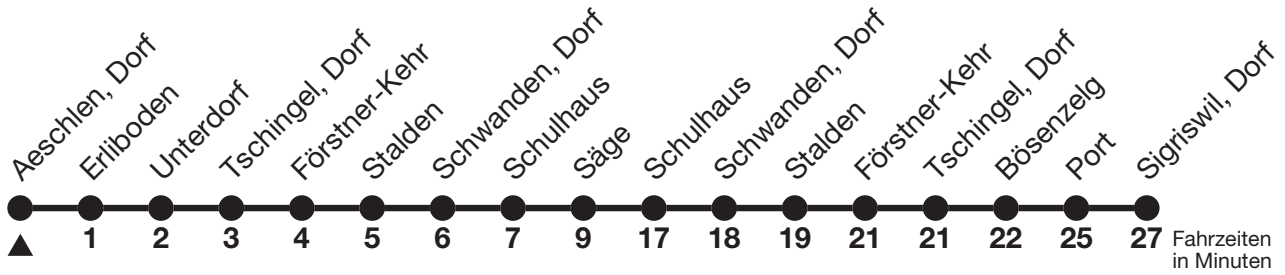 Aeschlen, Dorf
Erliboden
Unterdorf
Tschingel, Dorf
Förstner-Kehr
Stalden
Schwanden, Dorf
Schulhaus
Säge
Schulhaus
Schwanden, Dorf
Stalden
Förstner-Kehr
Tschingel, Dorf
Bösenzelg
Port
Sigriswil, Dorf
1 2 3 4 5 6 7 9 17 18 19 21 21 22 25 27 Fahrzeiten
in Minuten